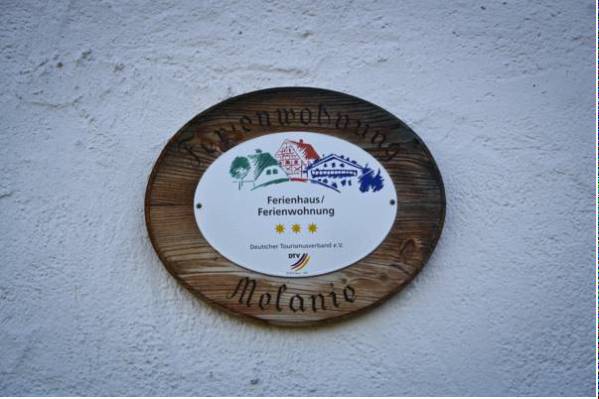 Ferienwohnung
Ferienhaus/
Ferienwohnung
Deutscher Tourismusverband e.V.
DTV
Melanie